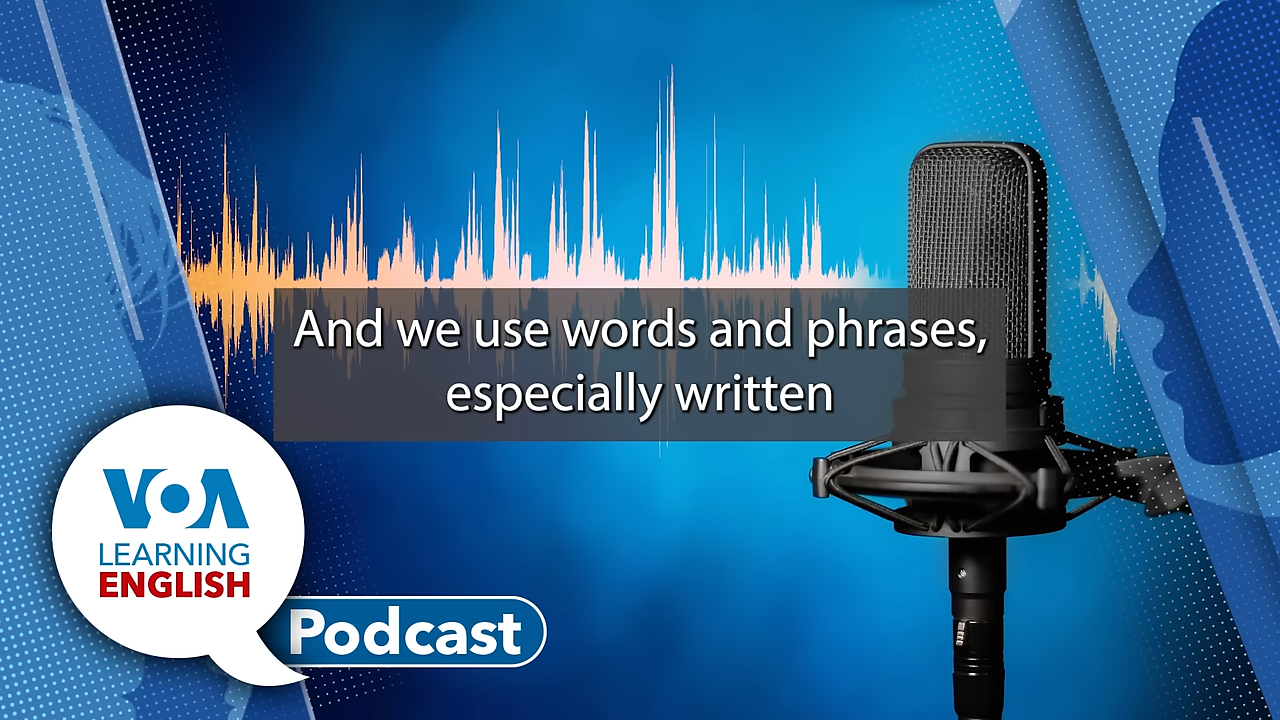 And we use words and phrases,
especially written
VOA
LEARNING
ENGLISH
Podcast